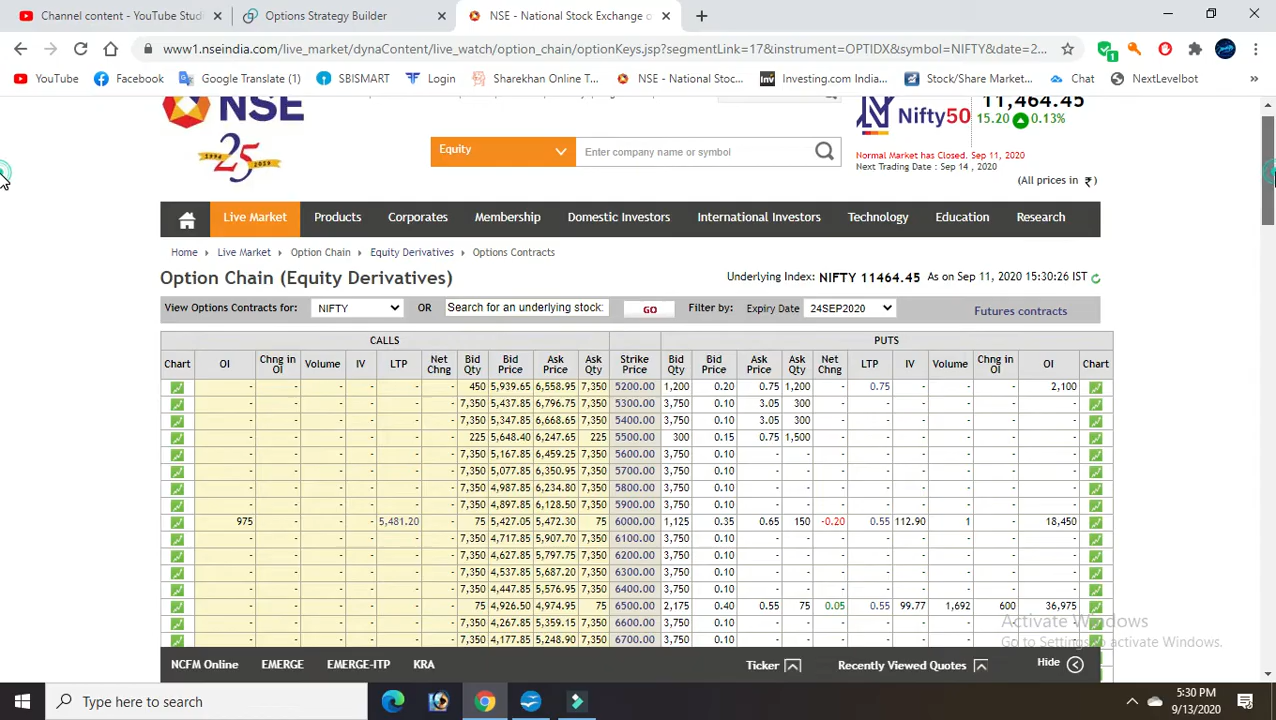 Channel content - YouTube Stud
Options Strategy Builder
NSE - National Stock Exchange o
www1.nseindia.com/live_market/dynaContent/live_watch/option_chain/optionKeys.jsp?segmentLink=17&instrument=OPTIDX&symbol=NIFTY&date=2...
YouTube Facebook Google Translate (1) SBISMART Login Sharekhan Online T... NSE - National Sto... Investing.com India... Stock/Share Market... Chat NextLevelbot »
NSE
1994 25 2019
Equity
Enter company name or symbol
Nifty50
11,464.45
15.20 0.13%
Normal Market has Closed. Sep 11, 2020
Next Trading Date : Sep 14 , 2020
(All prices in ₹)
Live Market Products Corporates Membership Domestic Investors International Investors Technology Education Research
Home › Live Market › Option Chain › Equity Derivatives › Options Contracts
Option Chain (Equity Derivatives)
Underlying Index: NIFTY 11464.45 As on Sep 11, 2020 15:30:26 IST
View Options Contracts for: NIFTY OR Search for an underlying stock: GO Filter by: Expiry Date 24SEP2020 Futures contracts
CALLS PUTS
Chart OI Chng in OI Volume IV LTP Net Chng Bid Qty Bid Price Ask Price Ask Qty Strike Price Bid Qty Bid Price Ask Price Ask Qty Net Chng LTP IV Volume Chng in OI OI Chart
- - - - - - 450 5,939.65 6,558.95 7,350 5200.00 1,200 0.20 0.75 1,200 - 0.75 - - - 2,100
- - - - - - 7,350 5,437.85 6,796.75 7,350 5300.00 3,750 0.10 3.05 300 - - - - - -
- - - - - - 7,350 5,347.85 6,668.65 7,350 5400.00 3,750 0.10 3.05 300 - - - - - -
- - - - - - 225 5,648.40 6,247.65 225 5500.00 300 0.15 0.75 1,500 - - - - - -
- - - - - - 7,350 5,167.85 6,459.25 7,350 5600.00 3,750 0.10 - - - - - - - -
- - - - - - 7,350 5,077.85 6,350.95 7,350 5700.00 3,750 0.10 - - - - - - - -
- - - - - - 7,350 4,987.85 6,234.80 7,350 5800.00 3,750 0.10 - - - - - - - -
- - - - - - 7,350 4,897.85 6,128.50 7,350 5900.00 3,750 0.10 - - - - - - - -
975 - - - 5,481.20 - 75 5,427.05 5,472.30 75 6000.00 1,125 0.35 0.65 150 -0.20 0.55 112.90 1 - 18,450
- - - - - - 7,350 4,717.85 5,907.70 7,350 6100.00 3,750 0.10 - - - - - - - -
- - - - - - 7,350 4,627.85 5,797.75 7,350 6200.00 3,750 0.10 - - - - - - - -
- - - - - - 7,350 4,537.85 5,687.20 7,350 6300.00 3,750 0.10 - - - - - - - -
- - - - - - 7,350 4,447.85 5,576.95 7,350 6400.00 3,750 0.10 - - - - - - - -
- - - - - - 75 4,926.50 4,974.95 75 6500.00 2,175 0.40 0.55 75 0.05 0.55 99.77 1,692 600 36,975
- - - - - - 7,350 4,267.85 5,359.15 7,350 6600.00 3,750 0.10 - - - - - - - -
- - - - - - 7,350 4,177.85 5,248.90 7,350 6700.00 3,750 0.10 - - - - - - - -
Activate Windows
Go to Settings to activate Windows.
NCFM Online EMERGE EMERGE-ITP KRA Ticker Recently Viewed Quotes Hide
Type here to search
5:30 PM
9/13/2020